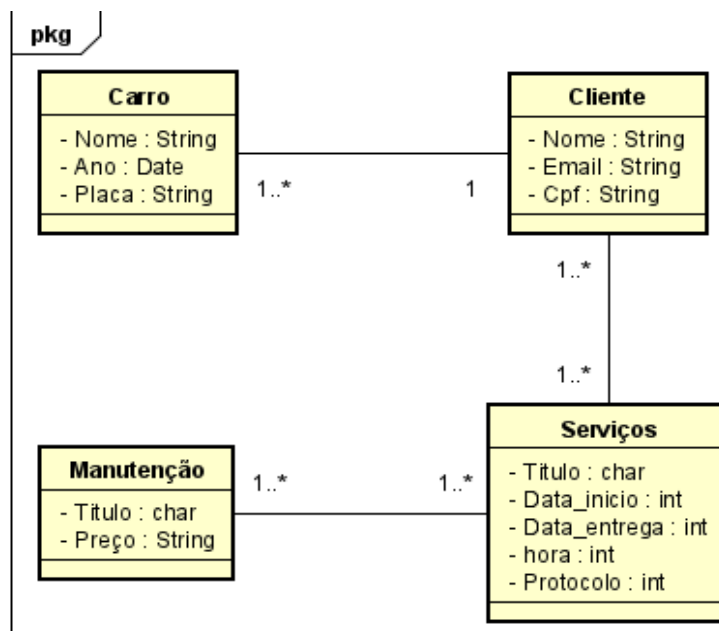 pkg
Carro
- Nome : String
- Ano : Date
- Placa : String
Cliente
- Nome : String
- Email : String
- Cpf : String
1..*
1
1..*
1..*
Manutenção
- Titulo : char
- Preço : String
1..*
1..*
Serviços
- Titulo : char
- Data_inicio : int
- Data_entrega : int
- hora : int
- Protocolo : int